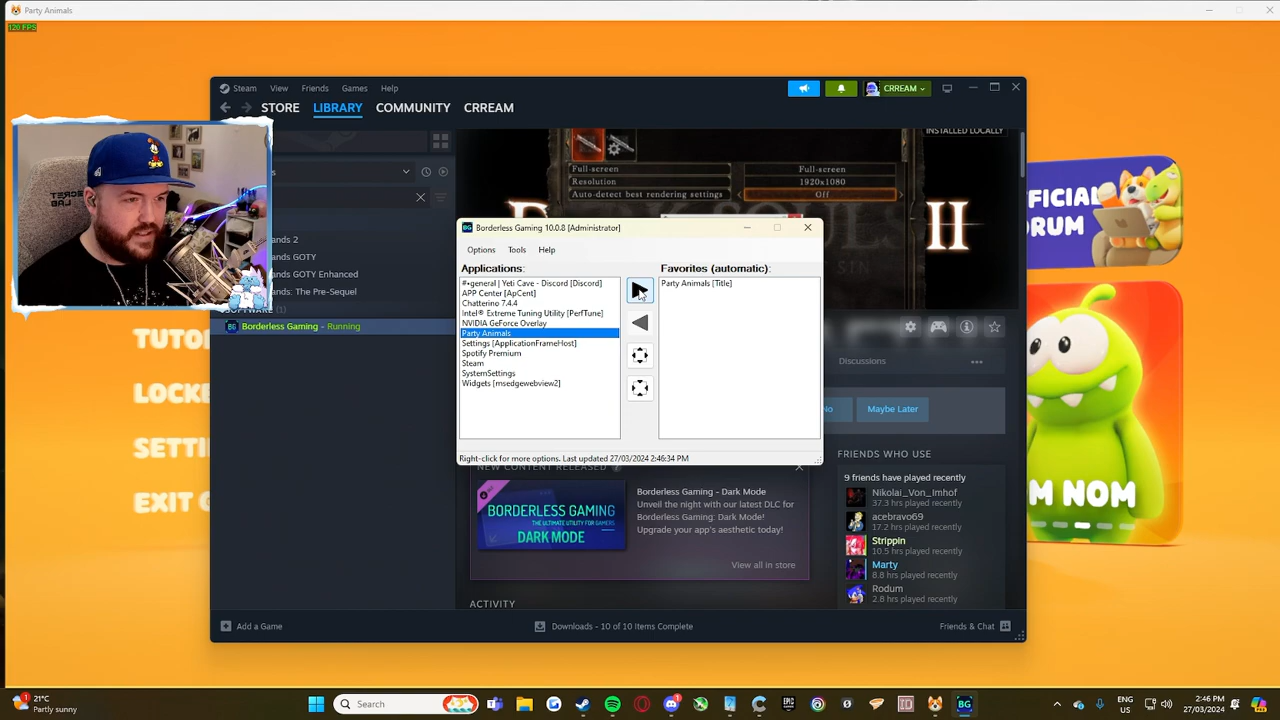 Party Animals
120 FPS
Steam View Friends Games Help
CRREAM
STORE LIBRARY COMMUNITY CRREAM
INSTALLED LOCALLY
Full-screen Full-screen
Resolution 1920x1080
Auto-detect best rendering settings Off
II
Borderless Gaming 10.0.8 [Administrator]
Options Tools Help
Applications:
#•general | Yeti Cave - Discord [Discord]
APP Center [ApCent]
Chatterino 7.4.4
Intel® Extreme Tuning Utility [PerfTune]
NVIDIA GeForce Overlay
Party Animals
Settings [ApplicationFrameHost]
Spotify Premium
Steam
SystemSettings
Widgets [msedgewebview2]
Favorites (automatic):
Party Animals [Title]
Right-click for more options. Last updated 27/03/2024 2:46:34 PM
ands 2
ands GOTY
ands GOTY Enhanced
ands: The Pre-Sequel
(1)
Borderless Gaming - Running
TUTO
LOCKE
SETTI
EXIT G
FFICIAL
ORUM
M NOM
Discussions
No Maybe Later
NEW CONTENT RELEASED
BORDERLESS GAMING
THE ULTIMATE UTILITY FOR GAMERS
DARK MODE
Borderless Gaming - Dark Mode
Unveil the night with our latest DLC for
Borderless Gaming: Dark Mode!
Upgrade your app's aesthetic today!
View all in store
ACTIVITY
FRIENDS WHO USE
9 friends have played recently
Nikolai_Von_Imhof
37.3 hrs played recently
acebravo69
17.2 hrs played recently
Strippin
10.5 hrs played recently
Marty
8.8 hrs played recently
Rodum
2.8 hrs played recently
Add a Game
Downloads - 10 of 10 Items Complete
Friends & Chat
21°C
Partly sunny
Search
ENG
US
2:46 PM
27/03/2024